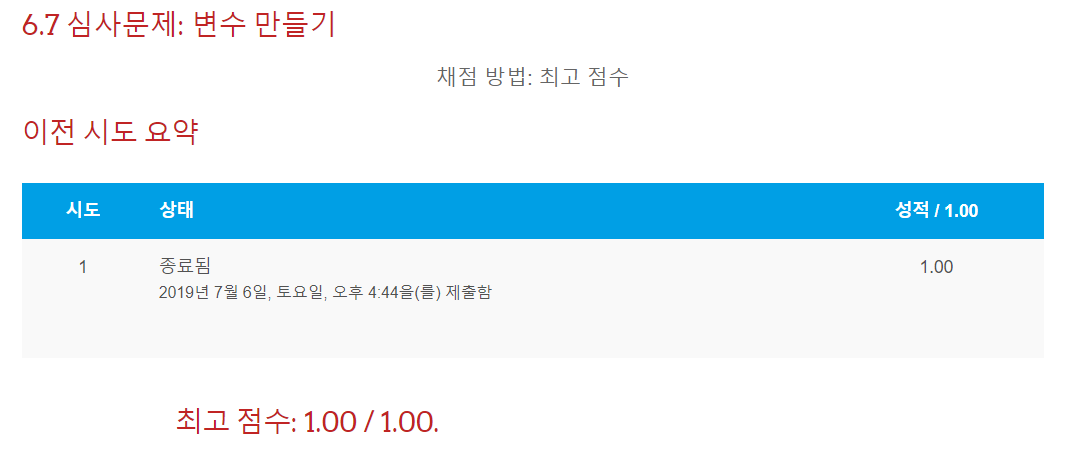 6.7 심사문제: 변수 만들기
채점 방법: 최고 점수
이전 시도 요약
시도 상태 성적 / 1.00
1 종료됨 1.00
2019년 7월 6일, 토요일, 오후 4:44을(를) 제출함
최고 점수: 1.00 / 1.00.